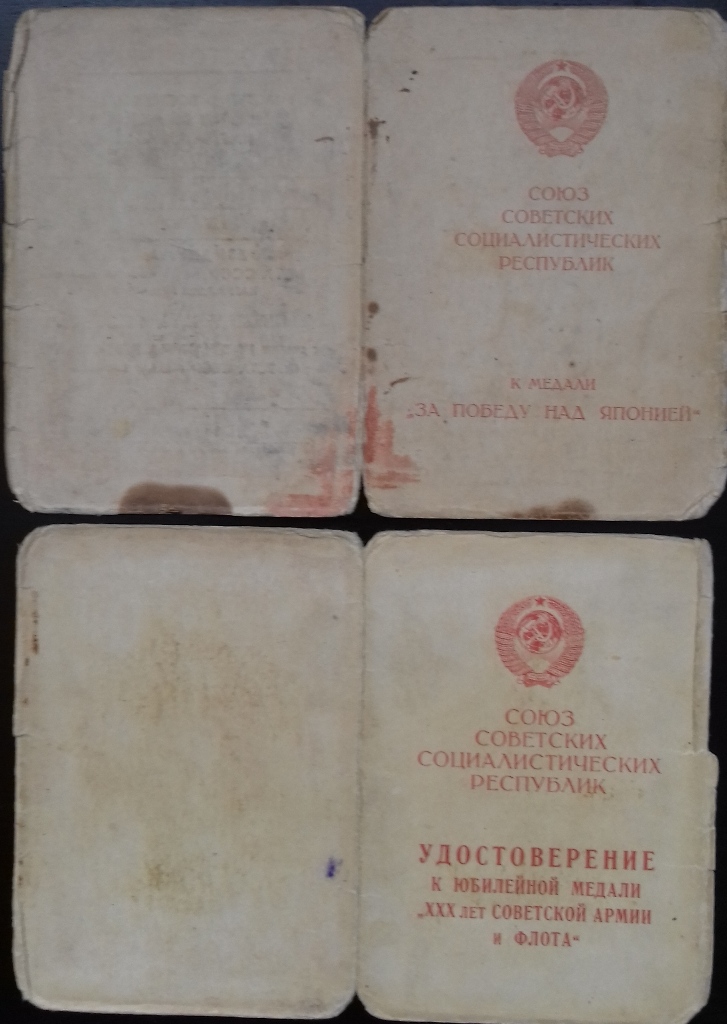 СОЮЗ
СОВЕТСКИХ
СОЦИАЛИСТИЧЕСКИХ
РЕСПУБЛИК
К МЕДАЛИ
„ЗА ПОБЕДУ НАД ЯПОНИЕЙ“
СОЮЗ
СОВЕТСКИХ
СОЦИАЛИСТИЧЕСКИХ
РЕСПУБЛИК
УДОСТОВЕРЕНИЕ
К ЮБИЛЕЙНОЙ МЕДАЛИ
„XXX ЛЕТ СОВЕТСКОЙ АРМИИ
И ФЛОТА“